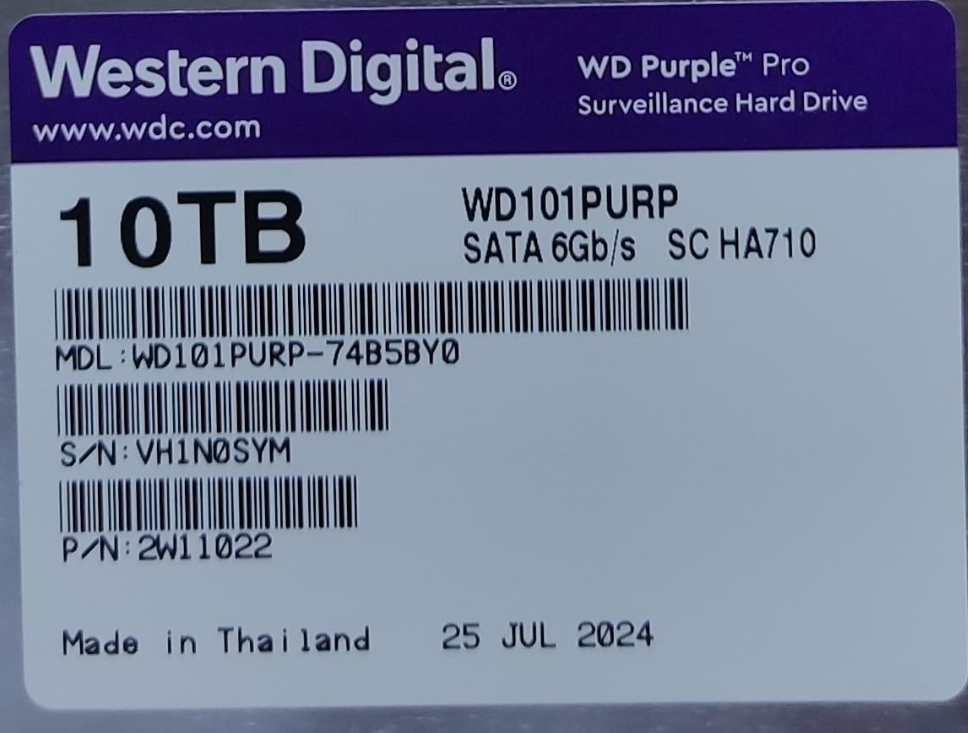 Western Digital®
www.wdc.com
WD Purple™ Pro
Surveillance Hard Drive
10TB
WD101PURP
SATA 6Gb/s SC HA710
MDL:WD101PURP-74B5BY0
S/N:VH1N0SYM
P/N:2W11022
Made in Thailand 25 JUL 2024